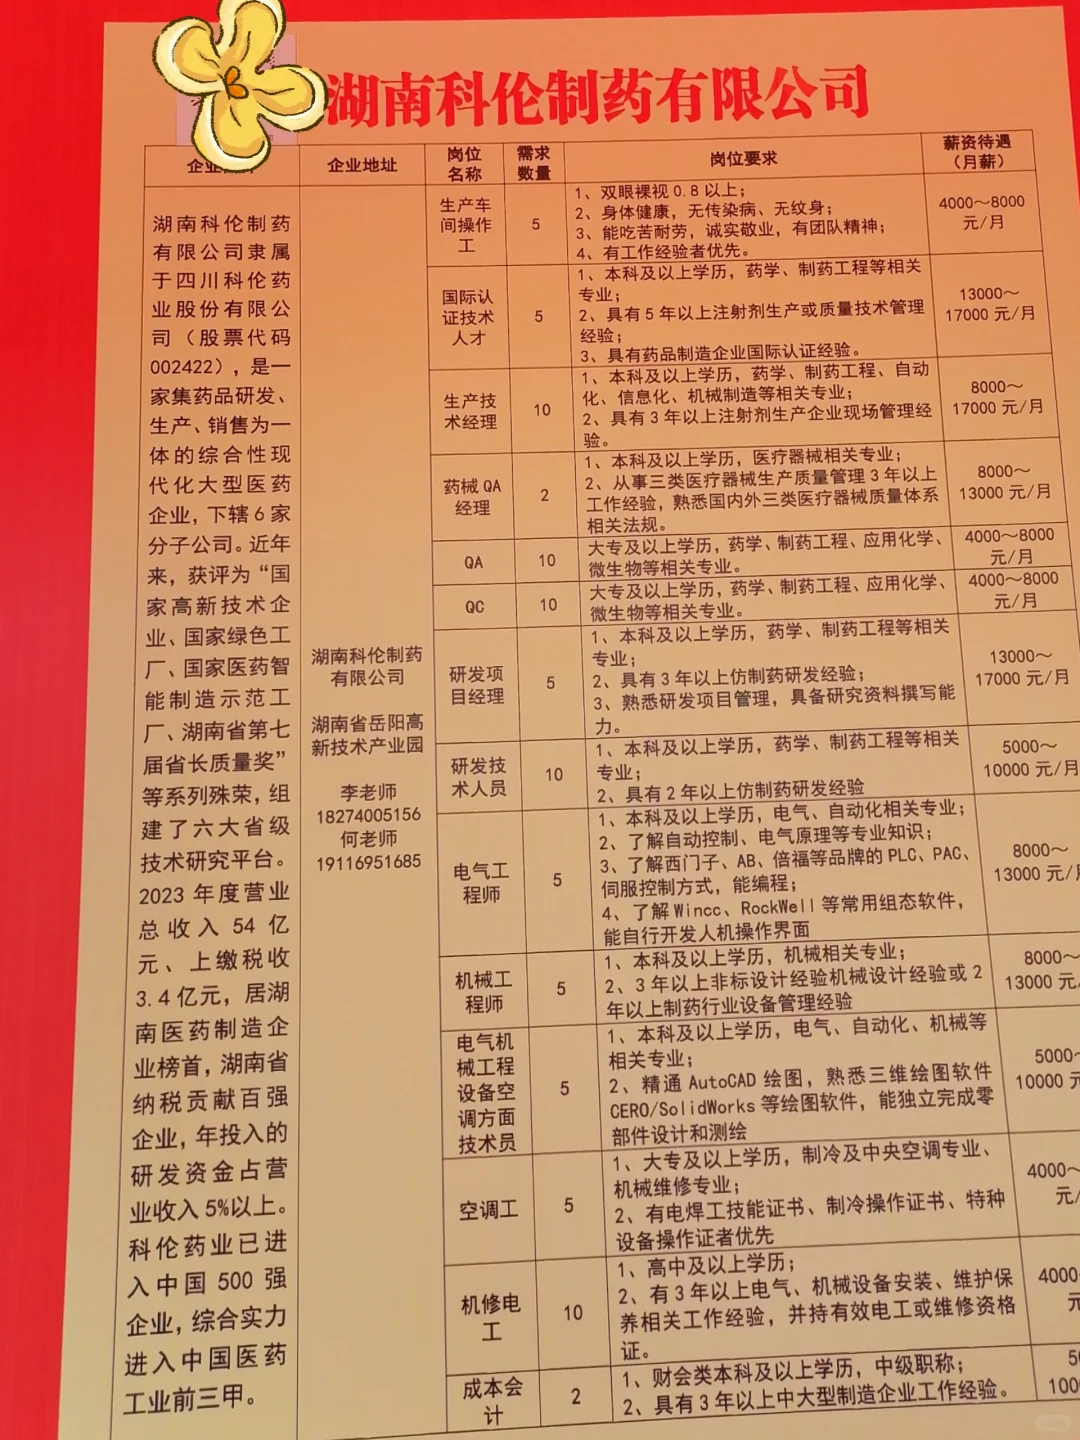 湖南科伦制药有限公司
企业
企业地址
岗位
名称
需求
数量
岗位要求
薪资待遇
（月薪）
湖南科伦制药
有限公司隶属
于四川科伦药
业股份有限公
司（股票代码
002422），是一
家集药品研发、
生产、销售为一
体的综合性现
代化大型医药
企业，下辖6家
分子公司。近年
来，获评为“国
家高新技术企
业、国家绿色工
厂、国家医药智
能制造示范工
厂、湖南省第七
届省长质量奖”
等系列殊荣，组
建了六大省级
技术研究平台。
2023年度营业
总收入54亿
元、上缴税收
3.4亿元，居湖
南医药制造企
业榜首，湖南省
纳税贡献百强
企业，年投入的
研发资金占营
业收入5%以上。
科伦药业已进
入中国500强
企业，综合实力
进入中国医药
工业前三甲。
湖南科伦制药
有限公司
湖南省岳阳高
新技术产业园
李老师
18274005156
何老师
19116951685
生产车
间操作
工
5
1、双眼裸视0.8以上；
2、身体健康，无传染病、无纹身；
3、能吃苦耐劳，诚实敬业，有团队精神；
4、有工作经验者优先。
4000～8000
元/月
国际认
证技术
人才
5
1、本科及以上学历，药学、制药工程等相关
专业；
2、具有5年以上注射剂生产或质量技术管理
经验；
3、具有药品制造企业国际认证经验。
13000～
17000元/月
生产技
术经理
10
1、本科及以上学历，药学、制药工程、自动
化、信息化、机械制造等相关专业；
2、具有3年以上注射剂生产企业现场管理经
验。
8000～
17000元/月
药械QA
经理
2
1、本科及以上学历，医疗器械相关专业；
2、从事三类医疗器械生产质量管理3年以上
工作经验，熟悉国内外三类医疗器械质量体系
相关法规。
8000～
13000元/月
QA
10
大专及以上学历，药学、制药工程、应用化学、
微生物等相关专业。
4000～8000
元/月
QC
10
大专及以上学历，药学、制药工程、应用化学、
微生物等相关专业。
4000～8000
元/月
研发项
目经理
5
1、本科及以上学历，药学、制药工程等相关
专业；
2、具有3年以上仿制药研发经验；
3、熟悉研发项目管理，具备研究资料撰写能
力。
13000～
17000元/月
研发技
术人员
10
1、本科及以上学历，药学、制药工程等相关
专业；
2、具有2年以上仿制药研发经验
5000～
10000元/月
电气工
程师
5
1、本科及以上学历，电气、自动化相关专业；
2、了解自动控制、电气原理等专业知识；
3、了解西门子、AB、倍福等品牌的PLC、PAC、
伺服控制方式，能编程；
4、了解Wincc、RockWell等常用组态软件，
能自行开发人机操作界面
8000～
13000元/月
机械工
程师
5
1、本科及以上学历，机械相关专业；
2、3年以上非标设计经验机械设计经验或2
年以上制药行业设备管理经验
8000～
13000元/
电气机
械工程
设备空
调方面
技术员
5
1、本科及以上学历，电气、自动化、机械等
相关专业；
2、精通AutoCAD绘图，熟悉三维绘图软件
CERO/SolidWorks等绘图软件，能独立完成零
部件设计和测绘
5000～
10000元
空调工
5
1、大专及以上学历，制冷及中央空调专业、
机械维修专业；
2、有电焊工技能证书、制冷操作证书、特种
设备操作证者优先
4000～
元/
机修电
工
10
1、高中及以上学历；
2、有3年以上电气、机械设备安装、维护保
养相关工作经验，并持有效电工或维修资格
证。
4000
元
成本会
计
2
1、财会类本科及以上学历，中级职称；
2、具有3年以上中大型制造企业工作经验。
50
1000